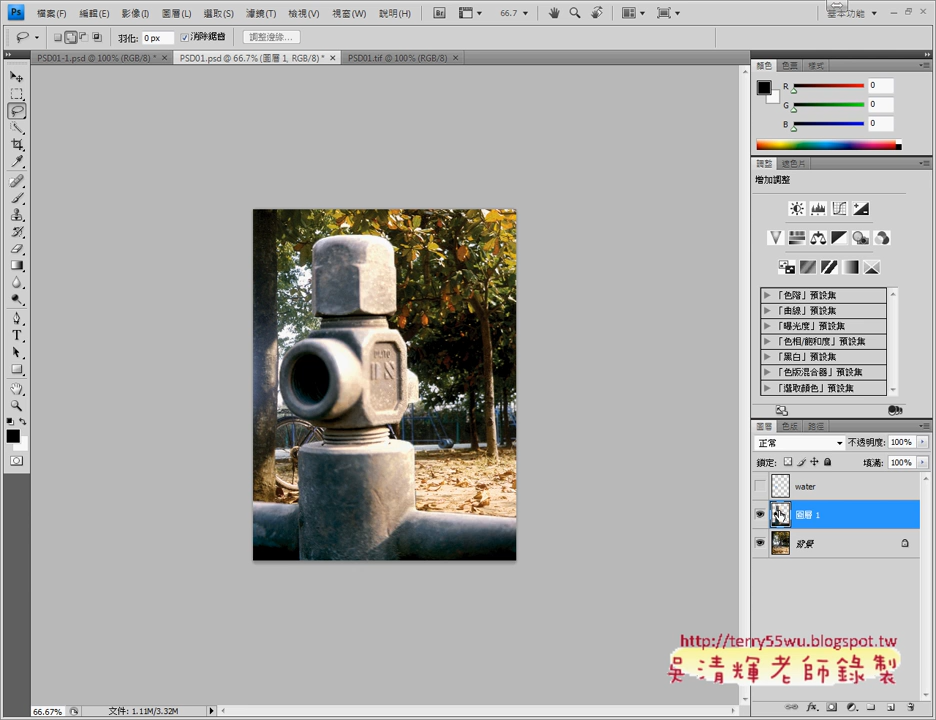 Ps 檔案(F) 編輯(E) 影像(I) 圖層(L) 選取(S) 濾鏡(T) 檢視(V) 視窗(W) 說明(H) Br 66.7 基本功能
羽化: 0 px 消除鋸齒 調整邊緣...
PSD01-1.psd @ 100% (RGB/8) * PSD01.psd @ 66.7% (圖層 1, RGB/8) * PSD01.tif @ 100% (RGB/8)
顏色 色票 樣式
R 0
G 0
B 0
調整 遮色片
增加調整
「色階」預設集
「曲線」預設集
「曝光度」預設集
「色相/飽和度」預設集
「黑白」預設集
「色版混合器」預設集
「選取顏色」預設集
圖層 色版 路徑
正常 不透明度: 100%
鎖定: 填滿: 100%
water
圖層 1
背景
http://terry55wu.blogspot.tw
吳清輝老師錄製
66.67% 文件: 1.11M/3.32M